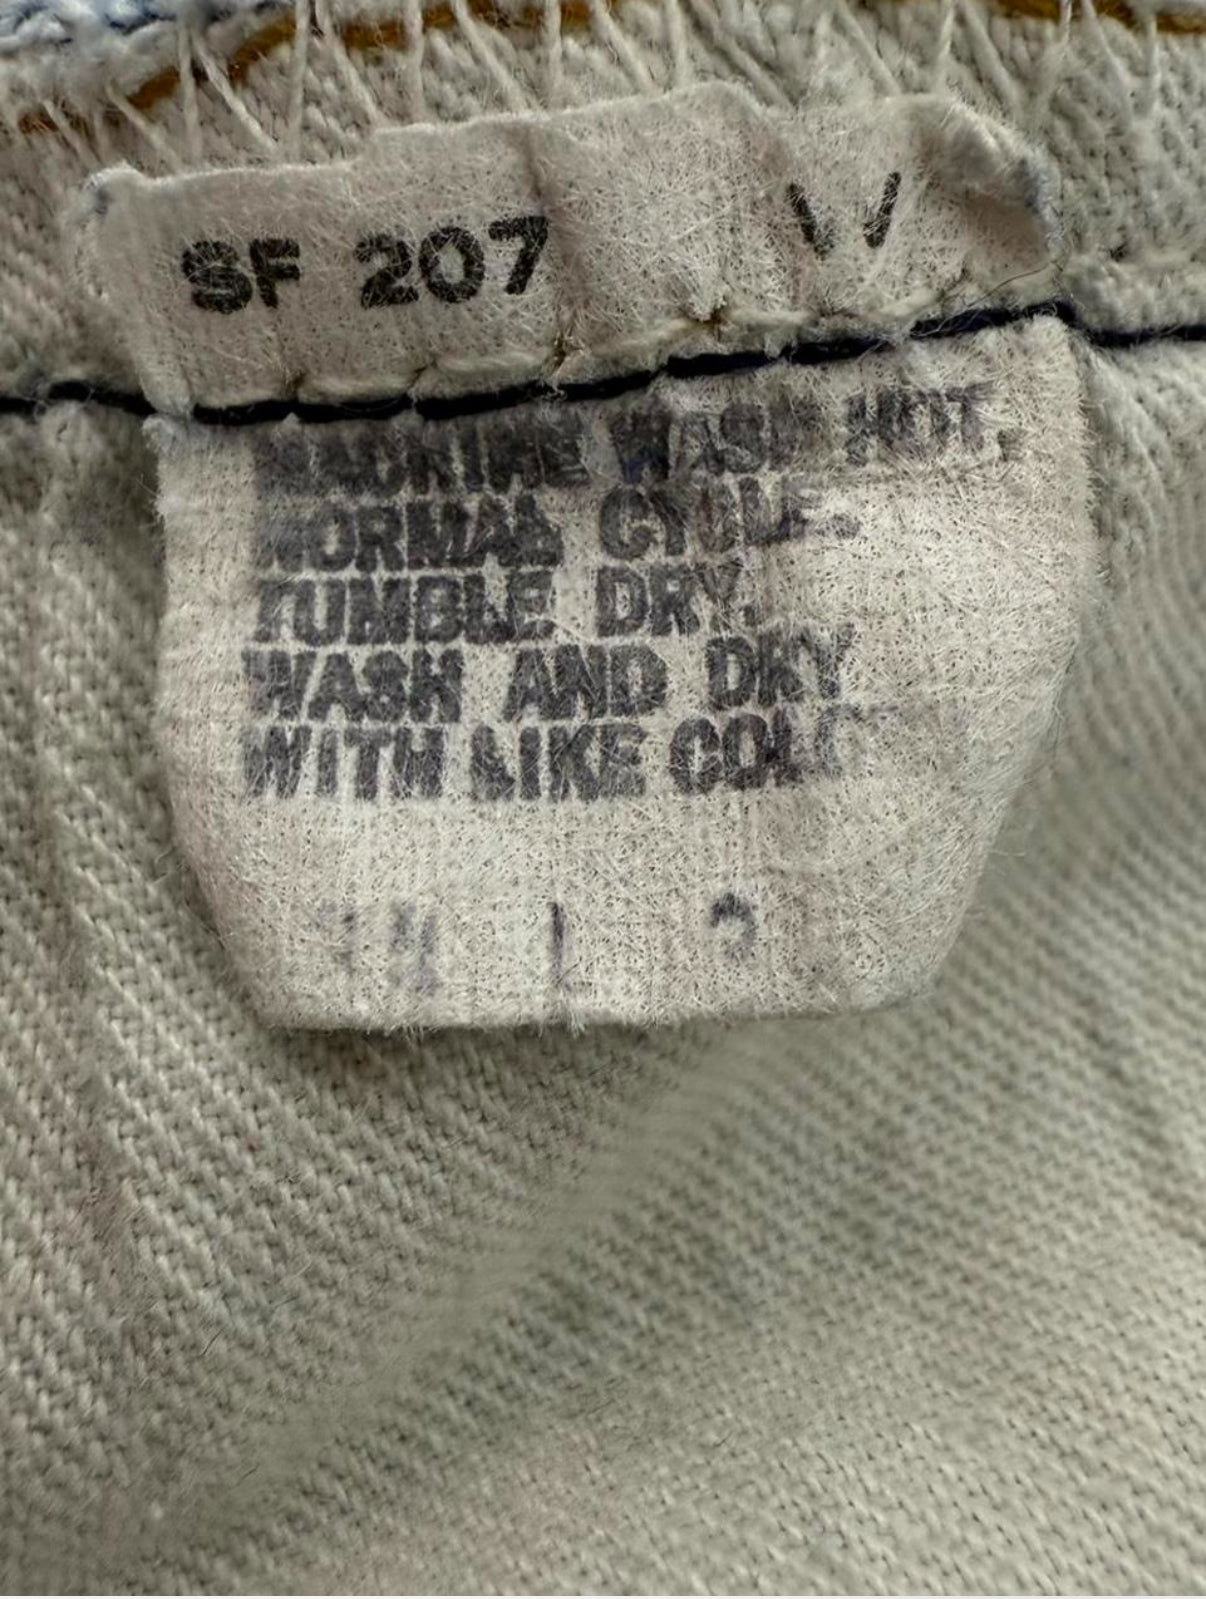 SF 207
MACHINE WASH HOT,
NORMAL CYCLE.
TUMBLE DRY.
WASH AND DRY
WITH LIKE